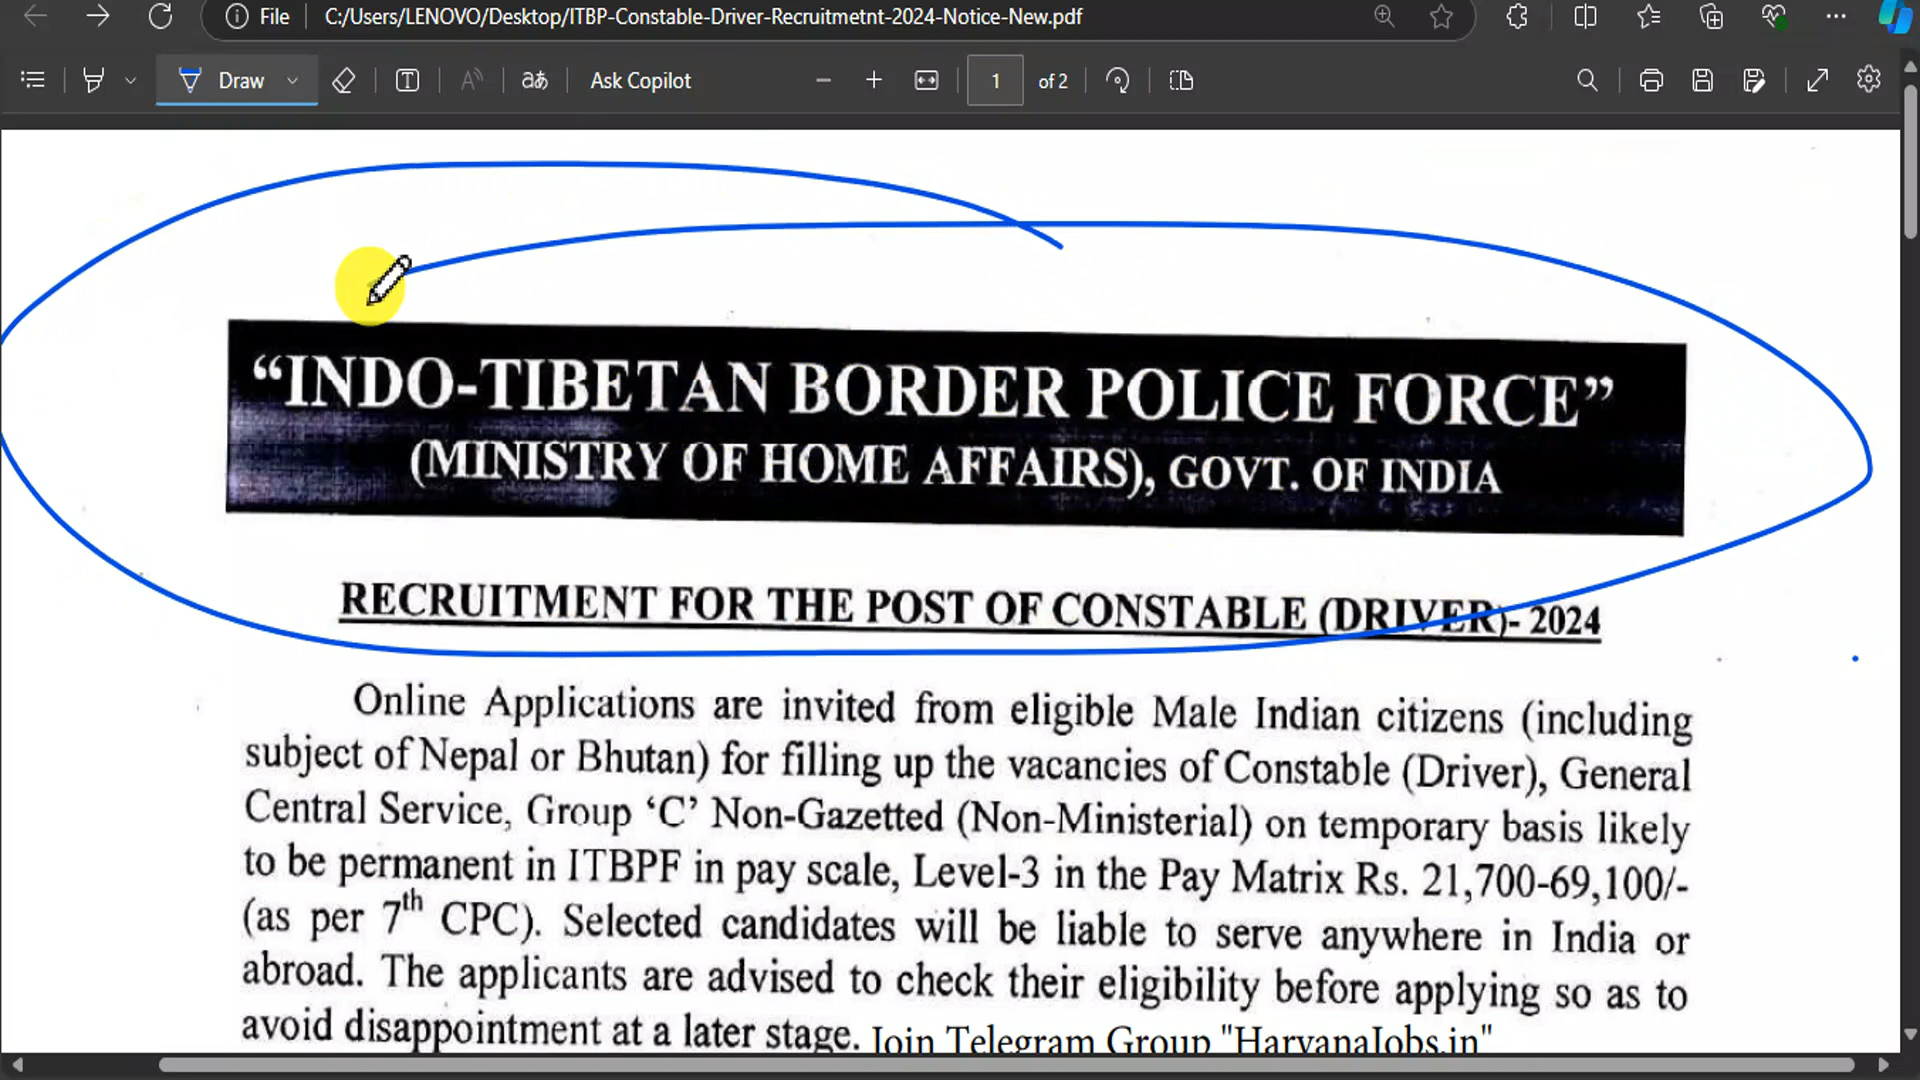 File
C:/Users/LENOVO/Desktop/ITBP-Constable-Driver-Recruitmetnt-2024-Notice-New.pdf
Draw
aあ
Ask Copilot
1 of 2
“INDO-TIBETAN BORDER POLICE FORCE”
(MINISTRY OF HOME AFFAIRS), GOVT. OF INDIA
RECRUITMENT FOR THE POST OF CONSTABLE (DRIVER)- 2024
Online Applications are invited from eligible Male Indian citizens (including
subject of Nepal or Bhutan) for filling up the vacancies of Constable (Driver), General
Central Service, Group ‘C’ Non-Gazetted (Non-Ministerial) on temporary basis likely
to be permanent in ITBPF in pay scale, Level-3 in the Pay Matrix Rs. 21,700-69,100/-
(as per 7th CPC). Selected candidates will be liable to serve anywhere in India or
abroad. The applicants are advised to check their eligibility before applying so as to
avoid disappointment at a later stage. Join Telegram Group "HaryanaJobs.in"